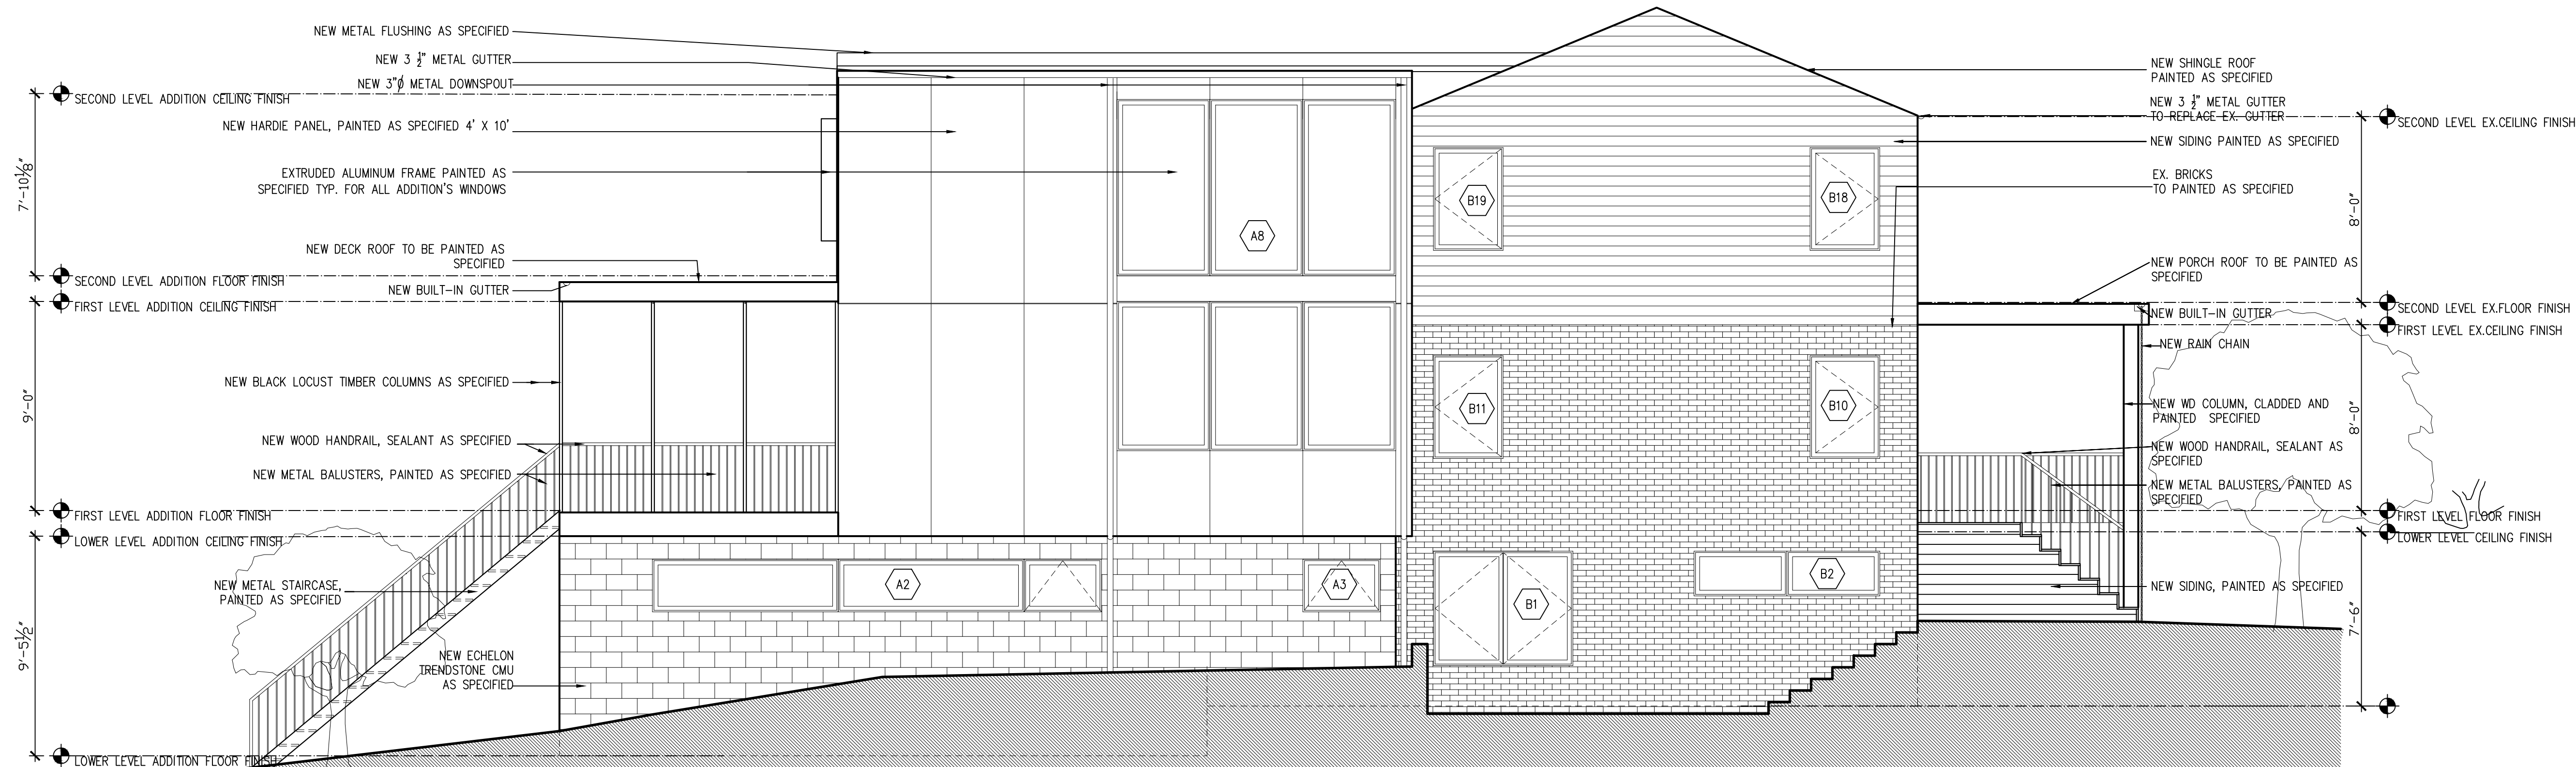 NEW METAL FLUSHING AS SPECIFIED
NEW 3 ½" METAL GUTTER
NEW 3"ϕ METAL DOWNSPOUT
SECOND LEVEL ADDITION CEILING FINISH
NEW HARDIE PANEL, PAINTED AS SPECIFIED 4' X 10'
7'-10⅛"
EXTRUDED ALUMINUM FRAME PAINTED AS
SPECIFIED TYP. FOR ALL ADDITION'S WINDOWS
NEW DECK ROOF TO BE PAINTED AS
SPECIFIED
SECOND LEVEL ADDITION FLOOR FINISH
NEW BUILT-IN GUTTER
FIRST LEVEL ADDITION CEILING FINISH
NEW BLACK LOCUST TIMBER COLUMNS AS SPECIFIED
9'-0"
NEW WOOD HANDRAIL, SEALANT AS SPECIFIED
NEW METAL BALUSTERS, PAINTED AS SPECIFIED
FIRST LEVEL ADDITION FLOOR FINISH
LOWER LEVEL ADDITION CEILING FINISH
NEW METAL STAIRCASE,
PAINTED AS SPECIFIED
9'-5½"
NEW ECHELON
TRENDSTONE CMU
AS SPECIFIED
LOWER LEVEL ADDITION FLOOR FINISH
A8
A2
A3
B19
B18
B11
B10
B1
B2
NEW SHINGLE ROOF
PAINTED AS SPECIFIED
NEW 3 ½" METAL GUTTER
TO REPLACE EX. GUTTER
SECOND LEVEL EX.CEILING FINISH
NEW SIDING PAINTED AS SPECIFIED
EX. BRICKS
TO PAINTED AS SPECIFIED
8'-0"
NEW PORCH ROOF TO BE PAINTED AS
SPECIFIED
SECOND LEVEL EX.FLOOR FINISH
NEW BUILT-IN GUTTER
FIRST LEVEL EX.CEILING FINISH
NEW RAIN CHAIN
NEW WD COLUMN, CLADDED AND
PAINTED SPECIFIED
8'-0"
NEW WOOD HANDRAIL, SEALANT AS
SPECIFIED
NEW METAL BALUSTERS, PAINTED AS
SPECIFIED
FIRST LEVEL FLOOR FINISH
LOWER LEVEL CEILING FINISH
NEW SIDING, PAINTED AS SPECIFIED
7'-6"